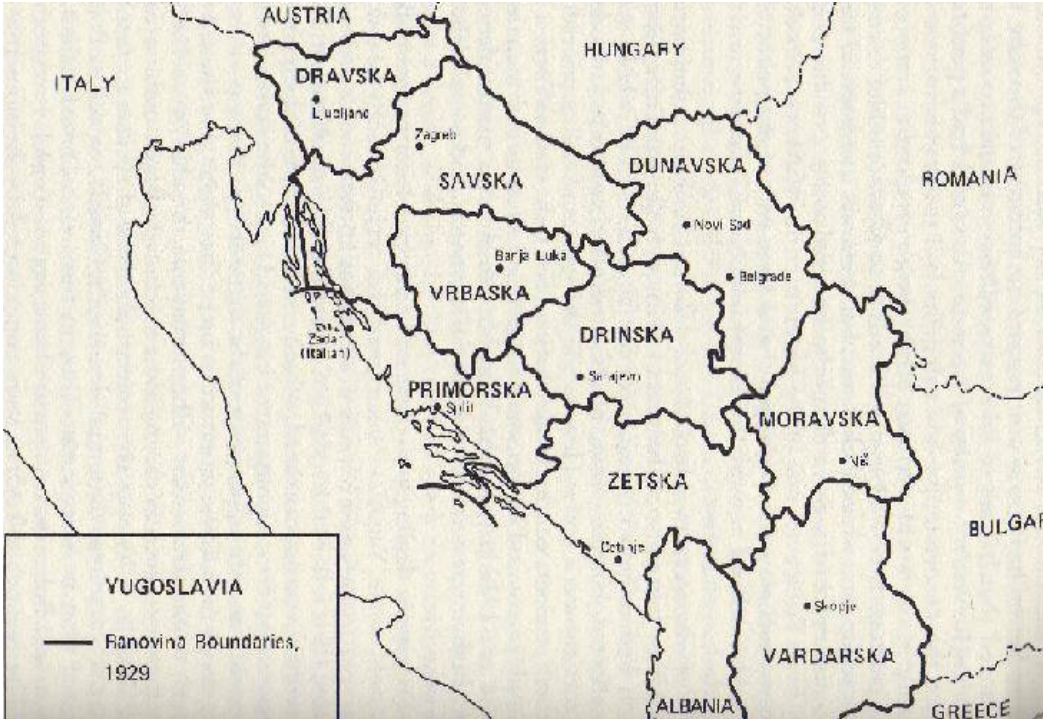 AUSTRIA
HUNGARY
ITALY
DRAVSKA
Ljubljana
Zagreb
DUNAVSKA
SAVSKA
ROMANIA
Novi Sad
Banja Luka
Belgrade
VRBASKA
DRINSKA
Zadar
(Italian)
Sarajevo
PRIMORSKA
Split
MORAVSKA
Niš
ZETSKA
BULGAR
Cetinje
YUGOSLAVIA
Banovina Boundaries,
1929
Skopje
VARDARSKA
ALBANIA
GREECE